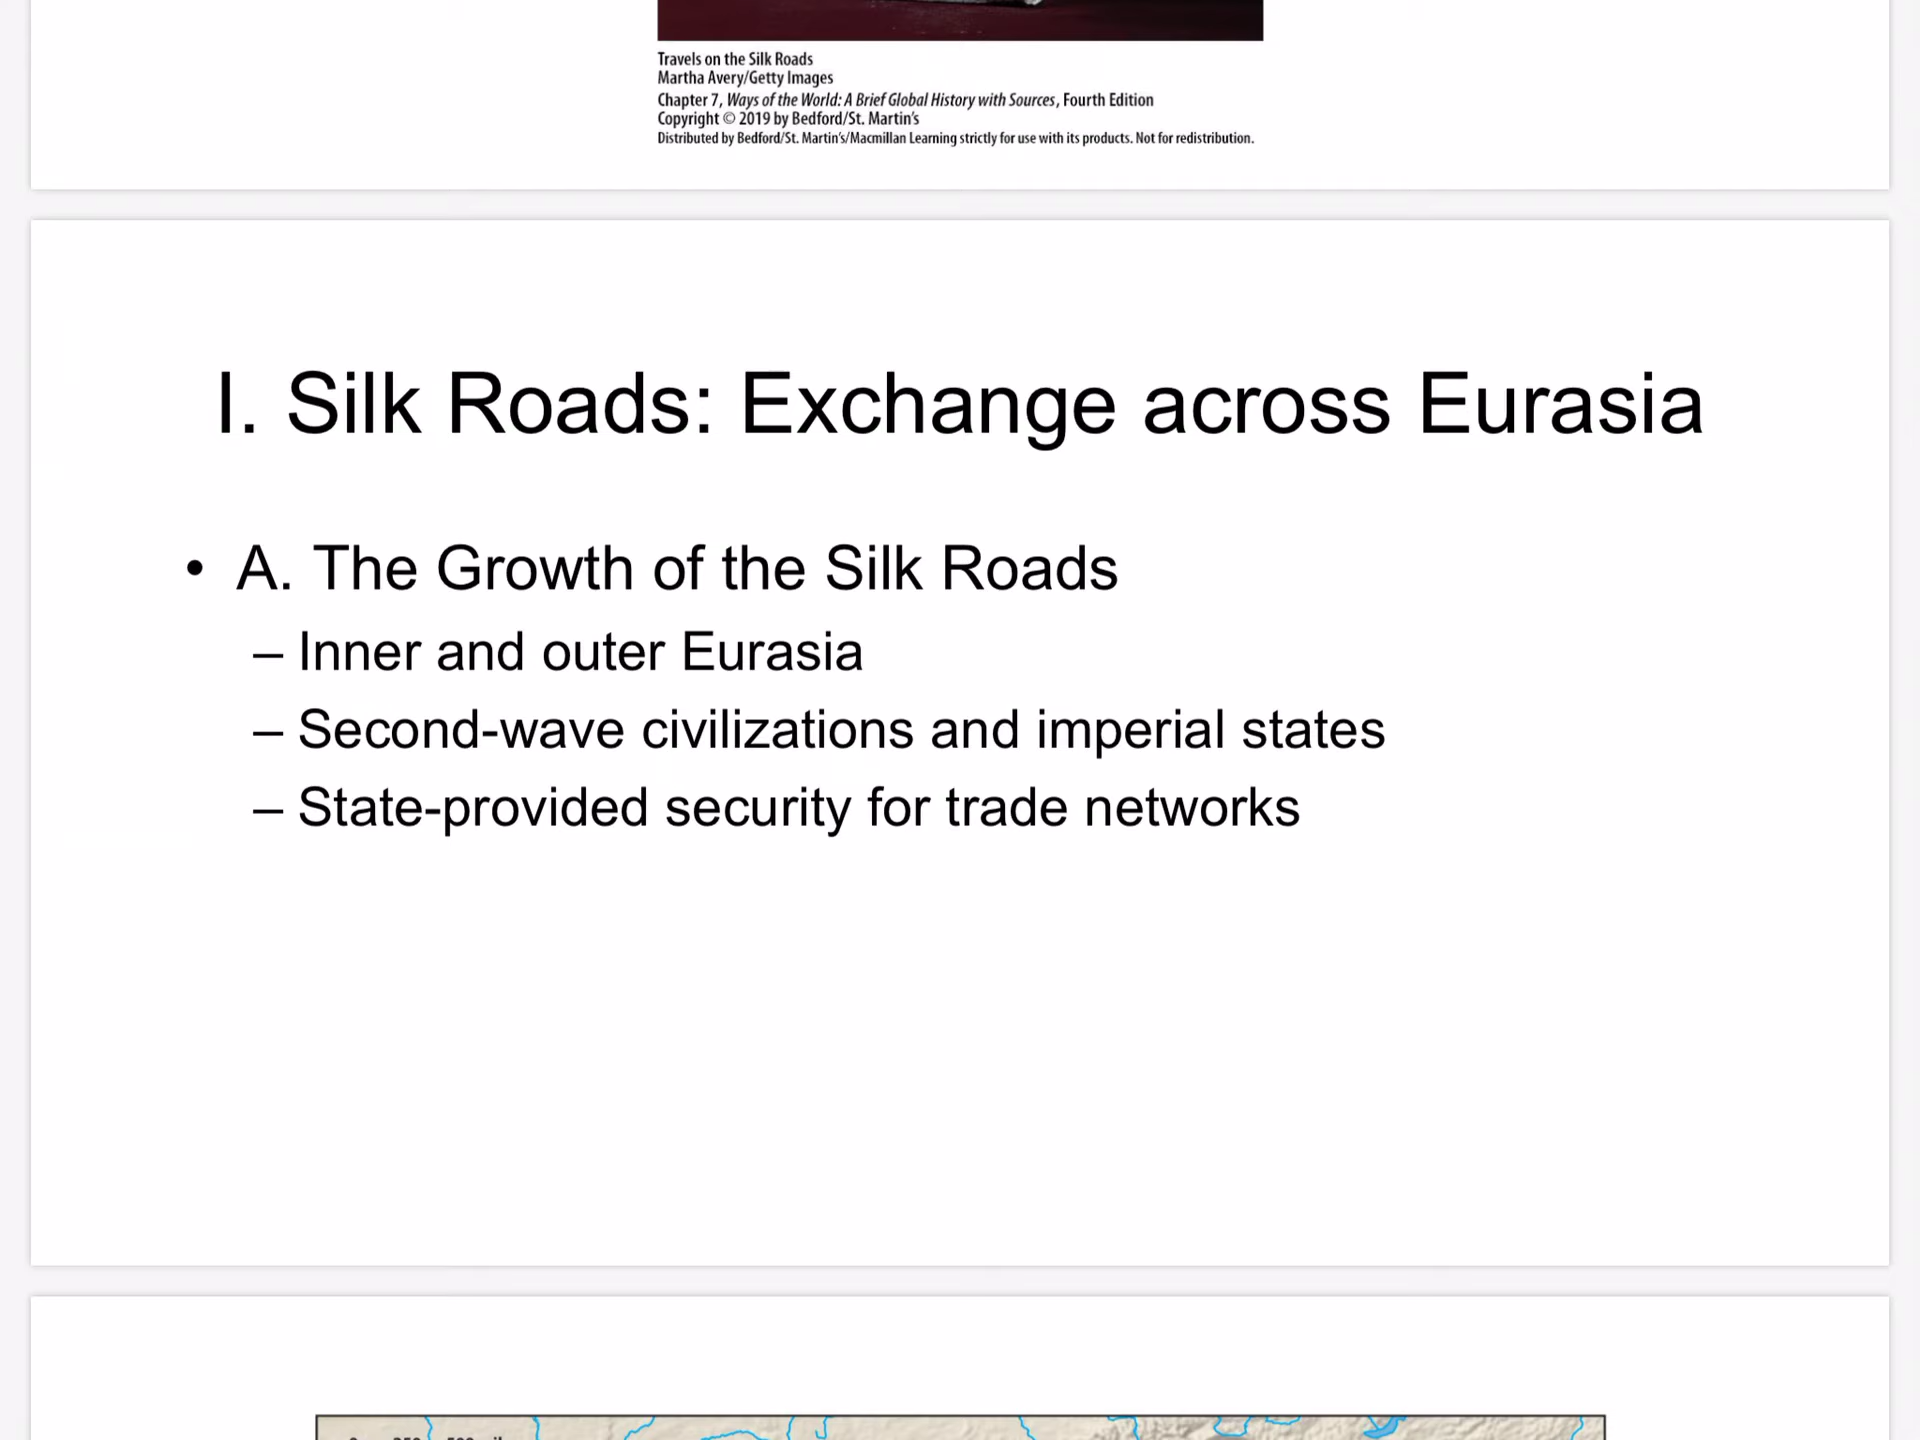 Travels on the Silk Roads
Martha Avery/Getty Images
Chapter 7, Ways of the World: A Brief Global History with Sources, Fourth Edition
Copyright © 2019 by Bedford/St. Martin's
Distributed by Bedford/St. Martin's/Macmillan Learning strictly for use with its products. Not for redistribution.
I. Silk Roads: Exchange across Eurasia
• A. The Growth of the Silk Roads
– Inner and outer Eurasia
– Second-wave civilizations and imperial states
– State-provided security for trade networks